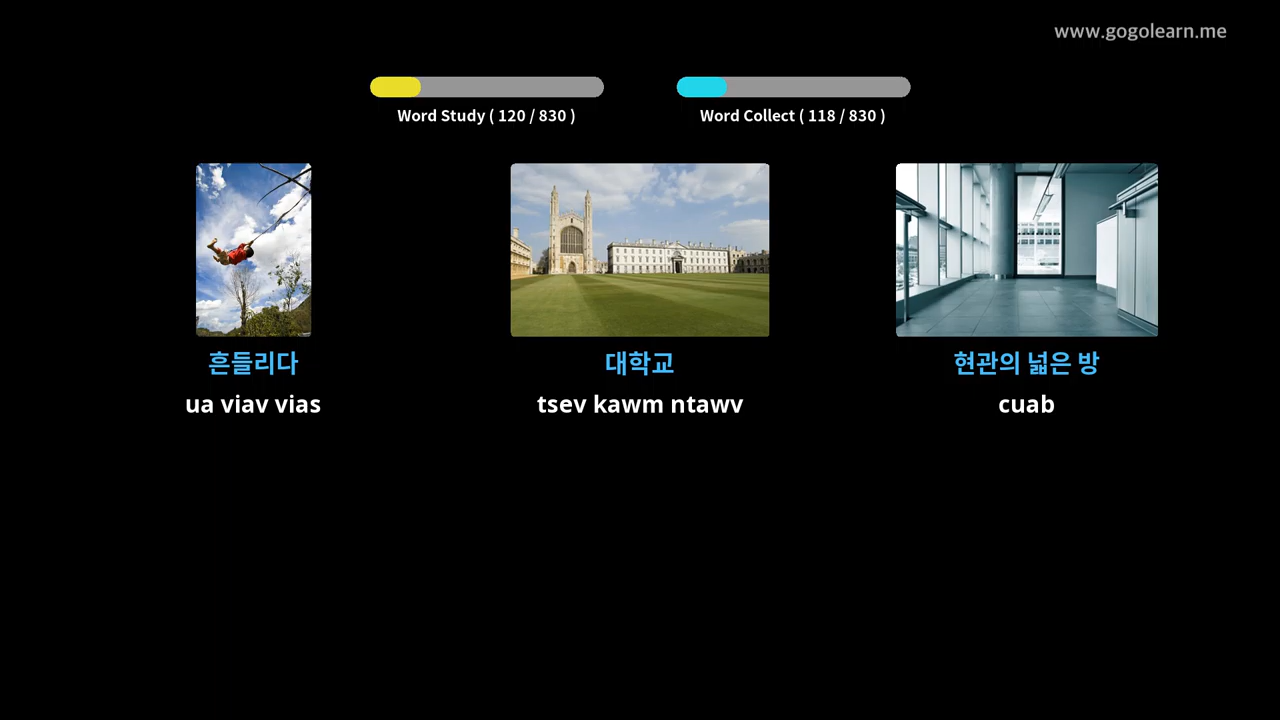 www.gogolearn.me
Word Study ( 120 / 830 )
Word Collect ( 118 / 830 )
흔들리다
대학교
현관의 넓은 방
ua viav vias
tsev kawm ntawv
cuab